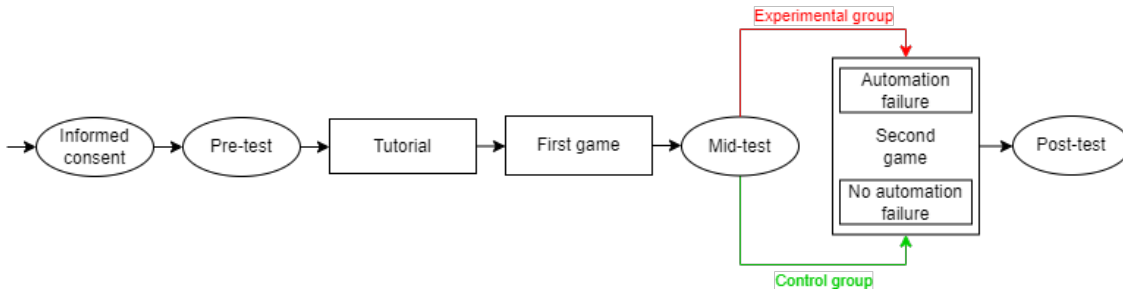 Experimental group
Informed
consent
Pre-test
Tutorial
First game
Mid-test
Automation
failure
Second
game
No automation
failure
Post-test
Control group